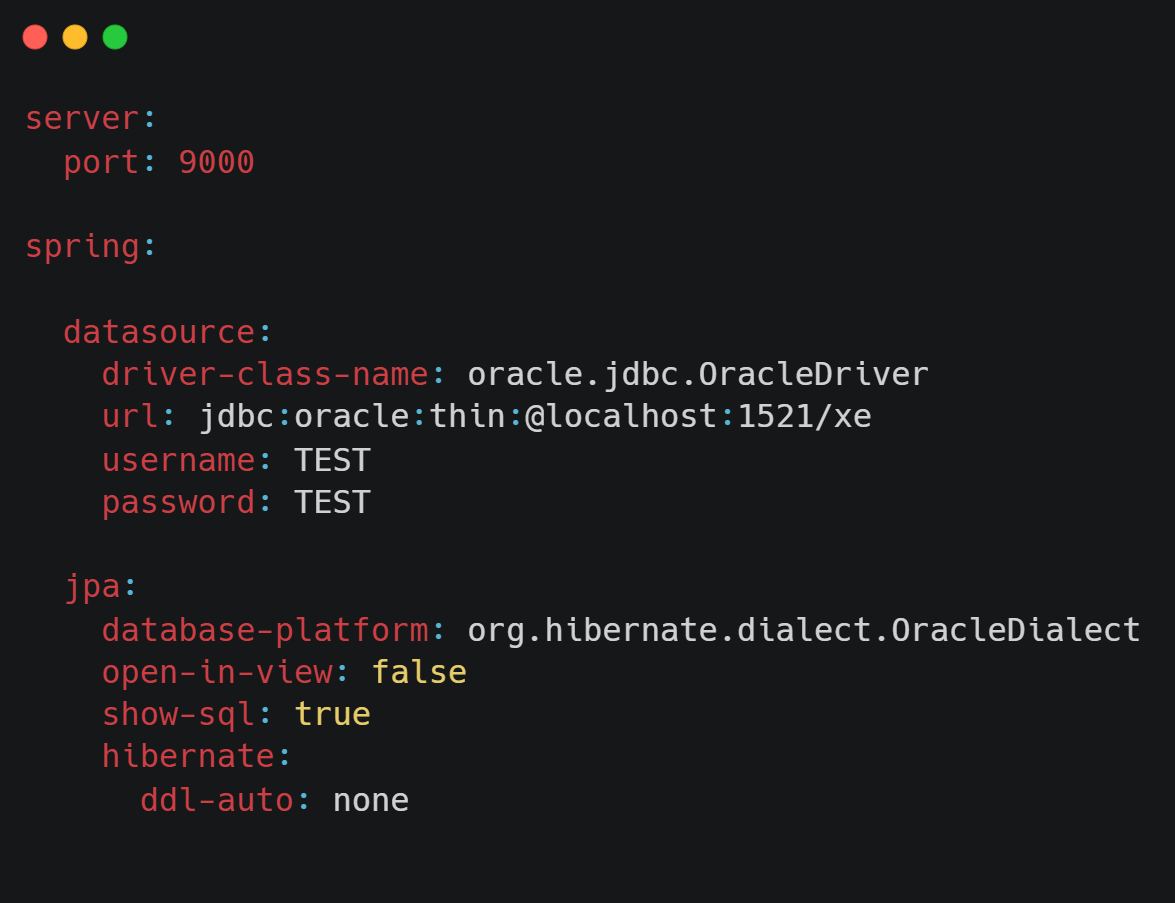 server:
  port: 9000

spring:

  datasource:
    driver-class-name: oracle.jdbc.OracleDriver
    url: jdbc:oracle:thin:@localhost:1521/xe
    username: TEST
    password: TEST

  jpa:
    database-platform: org.hibernate.dialect.OracleDialect
    open-in-view: false
    show-sql: true
    hibernate:
      ddl-auto: none